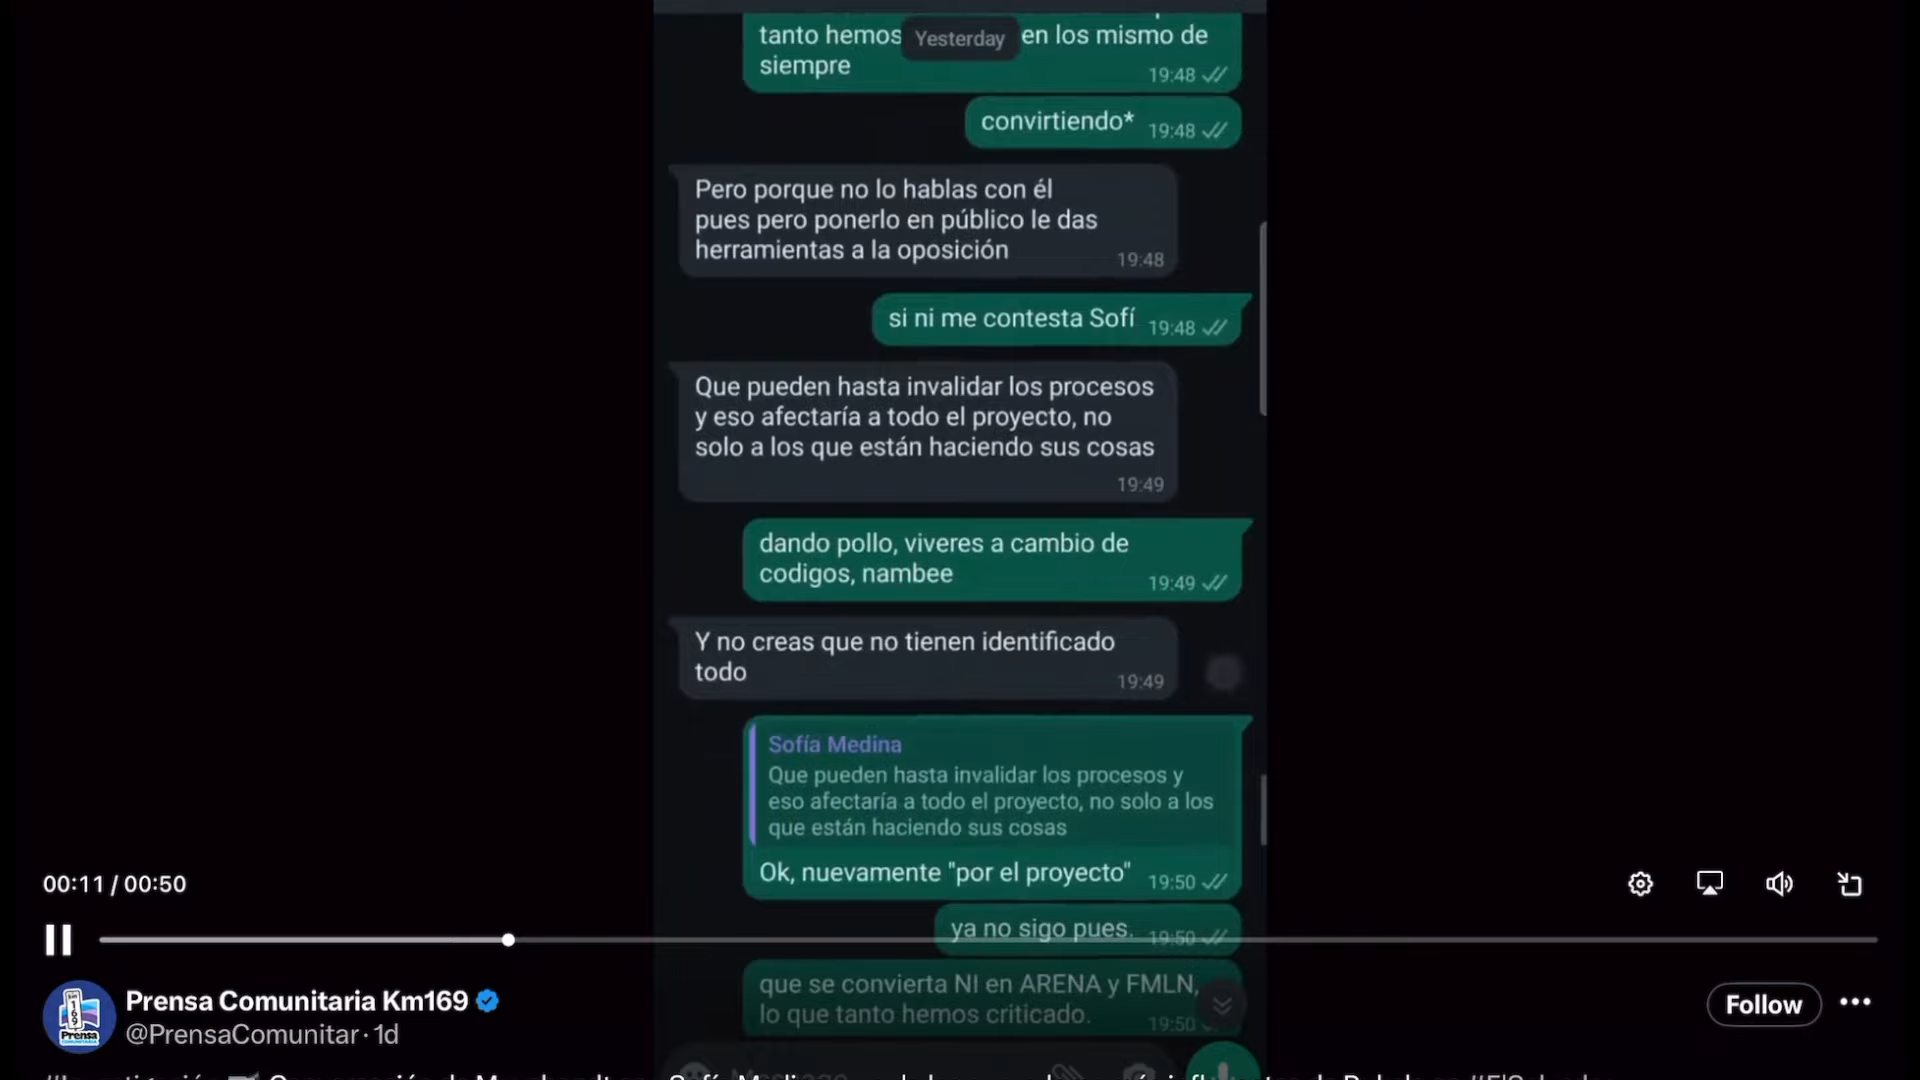 tanto hemos
Yesterday
en los mismo de
siempre
19:48
convirtiendo*
19:48
Pero porque no lo hablas con él
pues pero ponerlo en público le das
herramientas a la oposición
19:48
si ni me contesta Sofí
19:48
Que pueden hasta invalidar los procesos
y eso afectaría a todo el proyecto, no
solo a los que están haciendo sus cosas
19:49
dando pollo, viveres a cambio de
codigos, nambee
19:49
Y no creas que no tienen identificado
todo
19:49
Sofía Medina
Que pueden hasta invalidar los procesos y
eso afectaría a todo el proyecto, no solo a los
que están haciendo sus cosas
Ok, nuevamente "por el proyecto"
19:50
ya no sigo pues.
19:50
que se convierta NI en ARENA y FMLN,
lo que tanto hemos criticado.
19:50
00:11 / 00:50
Prensa Comunitaria Km169
@PrensaComunitar · 1d
Follow